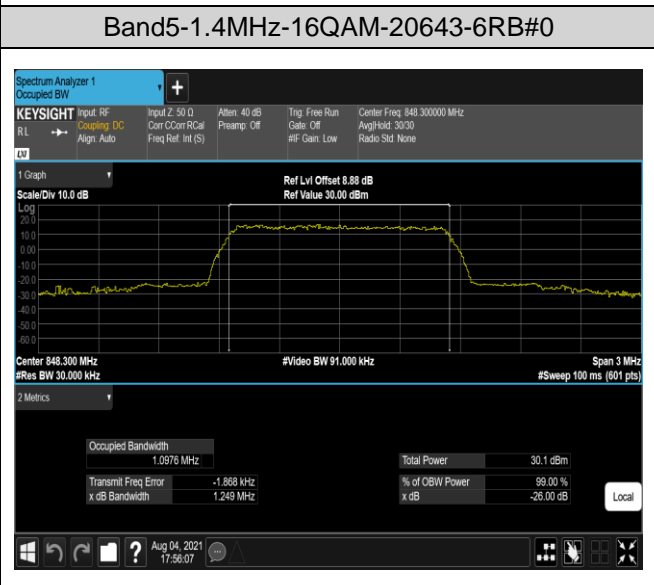 Band5-1.4MHz-16QAM-20643-6RB#0
Spectrum Analyzer 1
Occupied BW
KEYSIGHT Input: RF Input Z: 50 Ω Atten: 40 dB Trig: Free Run Center Freq: 848.300000 MHz
RL Coupling: DC Corr CCorr RCal Preamp: Off Gate: Off Avg|Hold: 30/30
Align: Auto Freq Ref: Int (S) #IF Gain: Low Radio Std: None
LXI
1 Graph Ref Lvl Offset 8.88 dB
Scale/Div 10.0 dB Ref Value 30.00 dBm
Log
20.0
10.0
0.00
-10.0
-20.0
-30.0
-40.0
-50.0
-60.0
Center 848.300 MHz #Video BW 91.000 kHz Span 3 MHz
#Res BW 30.000 kHz #Sweep 100 ms (601 pts)
2 Metrics
Occupied Bandwidth
1.0976 MHz Total Power 30.1 dBm
Transmit Freq Error -1.868 kHz % of OBW Power 99.00 %
x dB Bandwidth 1.249 MHz x dB -26.00 dB
Local
? Aug 04, 2021
17:56:07